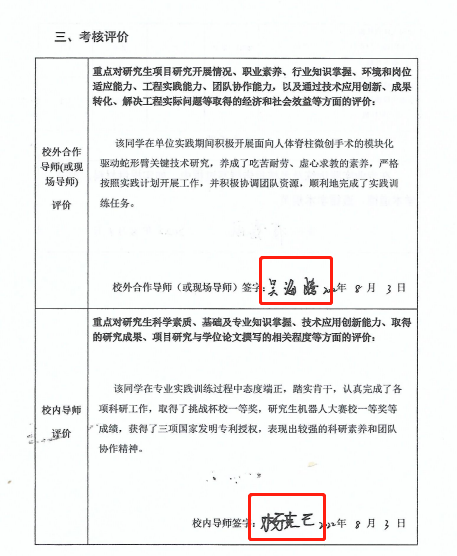 三、考核评价
重点对研究生项目研究开展情况、职业素养、行业知识掌握、环境和岗位
适应能力、工程实践能力、团队协作能力，以及通过技术应用创新、成果
转化、解决工程实际问题等取得的经济和社会效益等方面的评价：
校外合作
导师(或现
场导师)
评价
该同学在单位实践期间积极开展面向人体脊柱微创手术的模块化
驱动蛇形臂关键技术研究，养成了吃苦耐劳、虚心求教的素养，严格
按照实践计划开展工作，并积极协调团队资源，顺利地完成了实践训
练任务。
校外合作导师（或现场导师）签字：吴海 2022年 8 月 3 日
重点对研究生科学素质、基础及专业知识掌握、技术应用创新能力、取得
的研究成果、项目研究与学位论文撰写的相关程度等方面的评价：
校内导师
评价
该同学在专业实践训练过程中态度端正，踏实肯干，认真完成了各
项科研工作，取得了挑战杯校一等奖，研究生机器人大赛校一等奖等
成绩，获得了三项国家发明专利授权，表现出较强的科研素养和团队
协作精神。
校内导师签字：杨 2022年 8 月 3 日